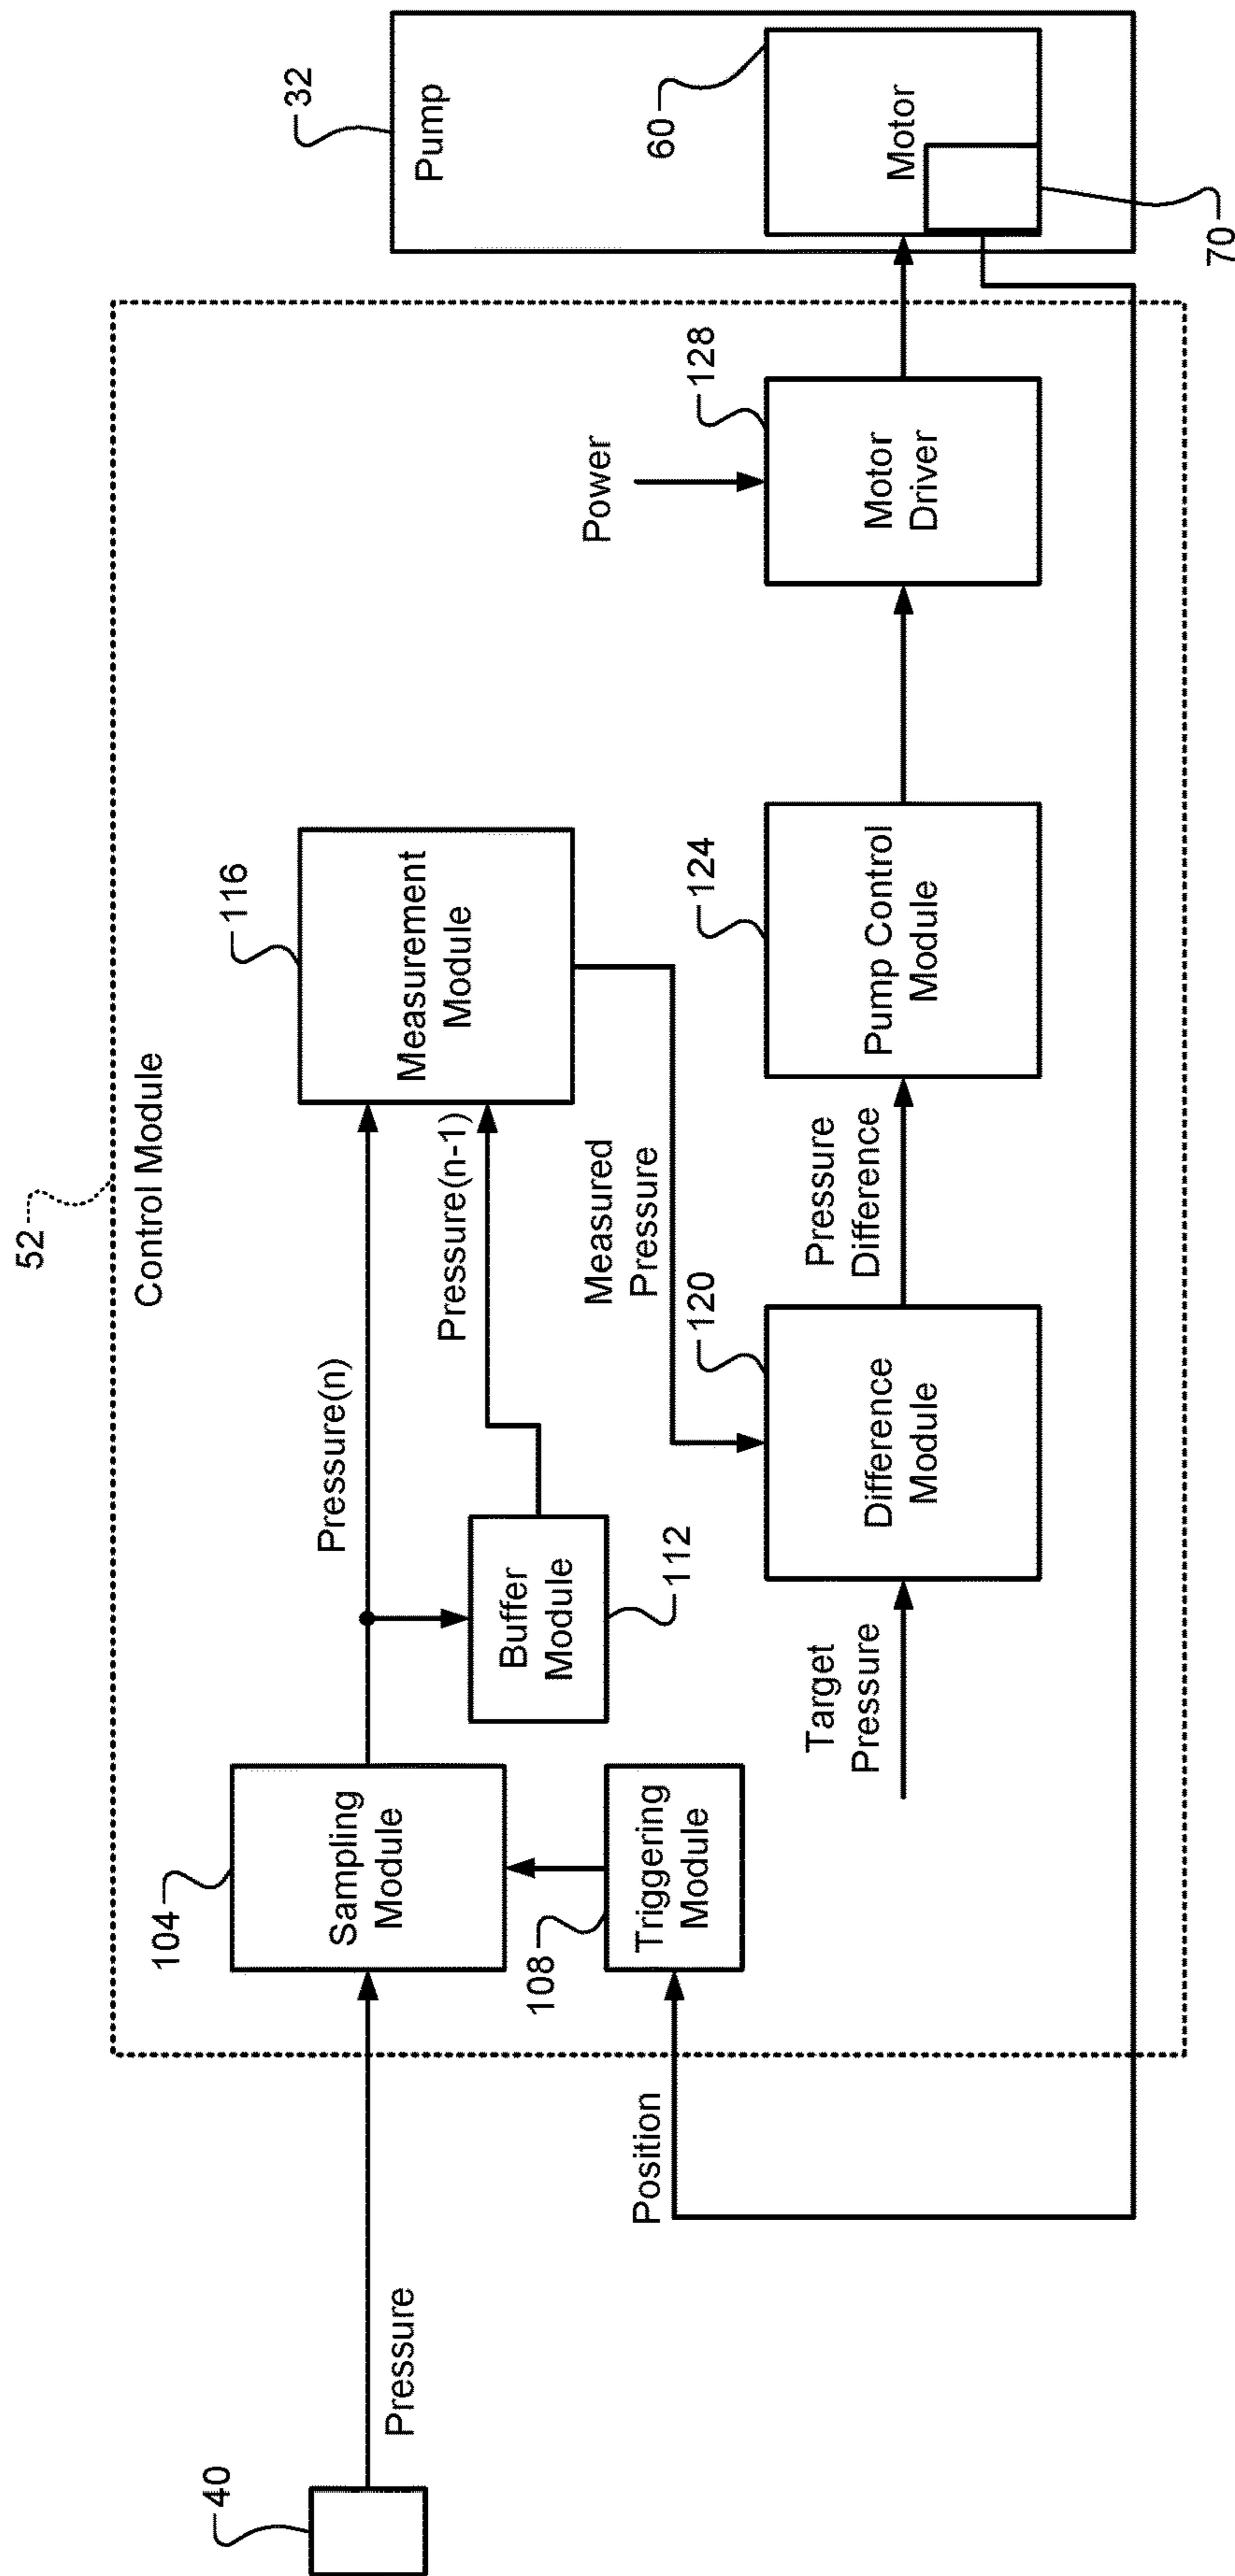 52
Control Module
40
Pressure
104
Sampling
Module
Pressure(n)
116
Measurement
Module
Buffer
Module
112
Pressure(n-1)
108
Triggering
Module
Position
Measured
Pressure
Target
Pressure
120
Difference
Module
Pressure
Difference
124
Pump Control
Module
Power
128
Motor
Driver
32
Pump
60
Motor
70